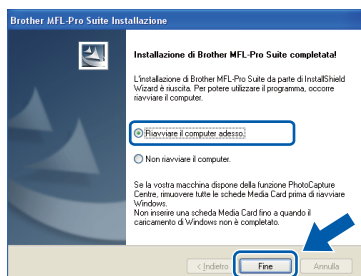 Brother MFL-Pro Suite Installazione
Installazione di Brother MFL-Pro Suite completata!
L'installazione di Brother MFL-Pro Suite da parte di InstallShield
Wizard è riuscita. Per potere utilizzare il programma, occorre
riavviare il computer.
Riavviare il computer adesso.
Non riavviare il computer.
Se la vostra macchina dispone della funzione PhotoCapture
Centre, rimuovere tutte le schede Media Card prima di riavviare
Windows.
Non inserire una scheda Media Card fino a quando il
caricamento di Windows non è completato.
< Indietro
Fine
Annulla